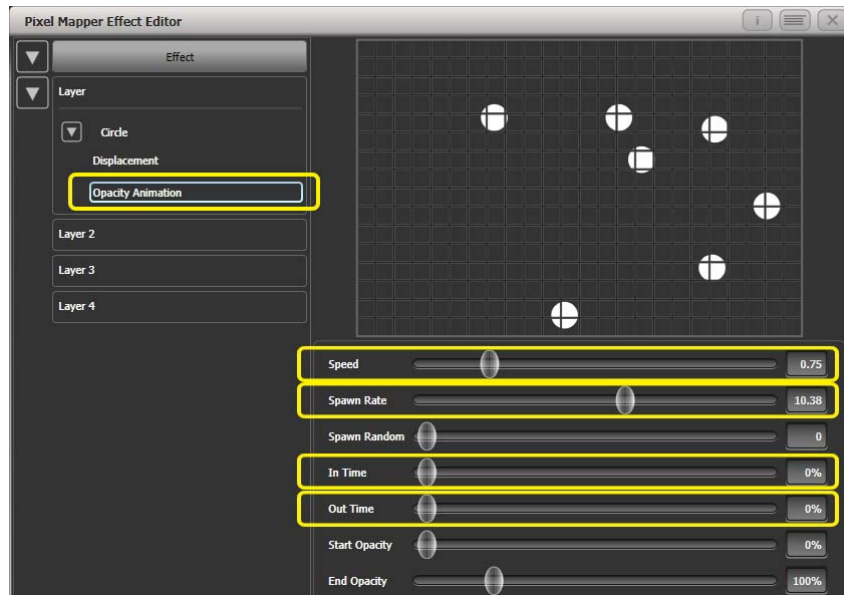 Pixel Mapper Effect Editor
i
Effect
Layer
Circle
Displacement
Opacity Animation
Layer 2
Layer 3
Layer 4
Speed 0.75
Spawn Rate 10.38
Spawn Random 0
In Time 0%
Out Time 0%
Start Opacity 0%
End Opacity 100%